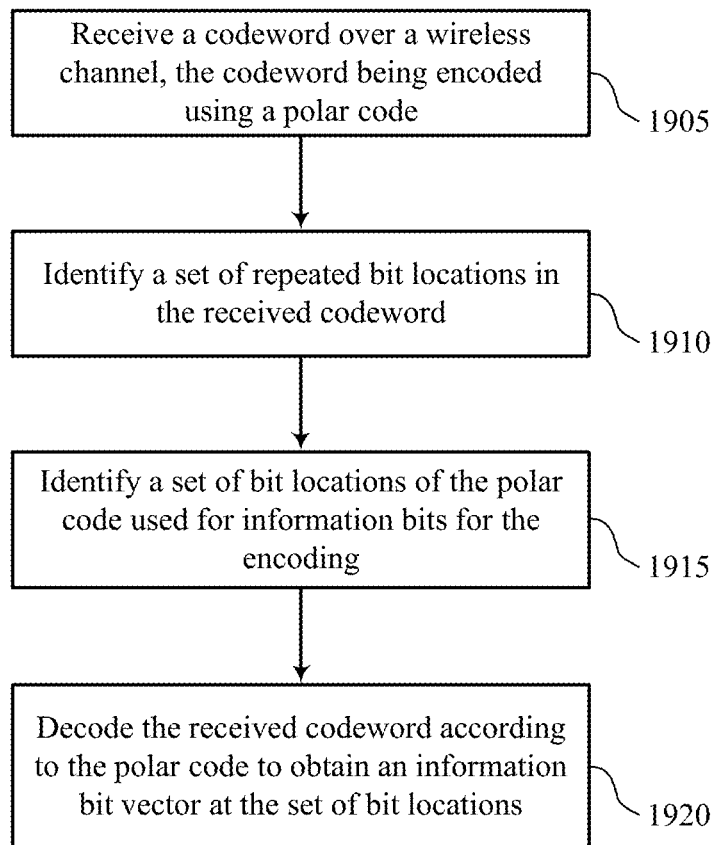 Receive a codeword over a wireless
channel, the codeword being encoded
using a polar code
1905
Identify a set of repeated bit locations in
the received codeword
1910
Identify a set of bit locations of the polar
code used for information bits for the
encoding
1915
Decode the received codeword according
to the polar code to obtain an information
bit vector at the set of bit locations
1920